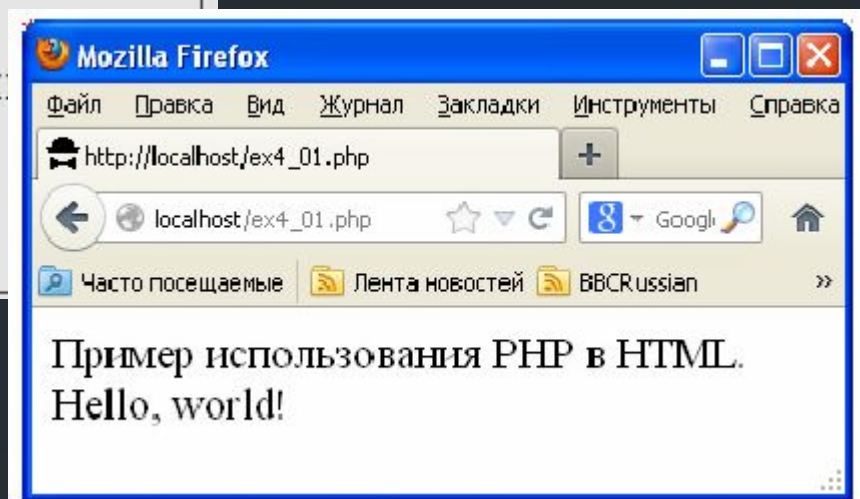 Mozilla Firefox
Файл Правка Вид Журнал Закладки Инструменты Справка
http://localhost/ex4_01.php
localhost/ex4_01.php Googl
Часто посещаемые Лента новостей BBCRussian
Пример использования PHP в HTML.
Hello, world!